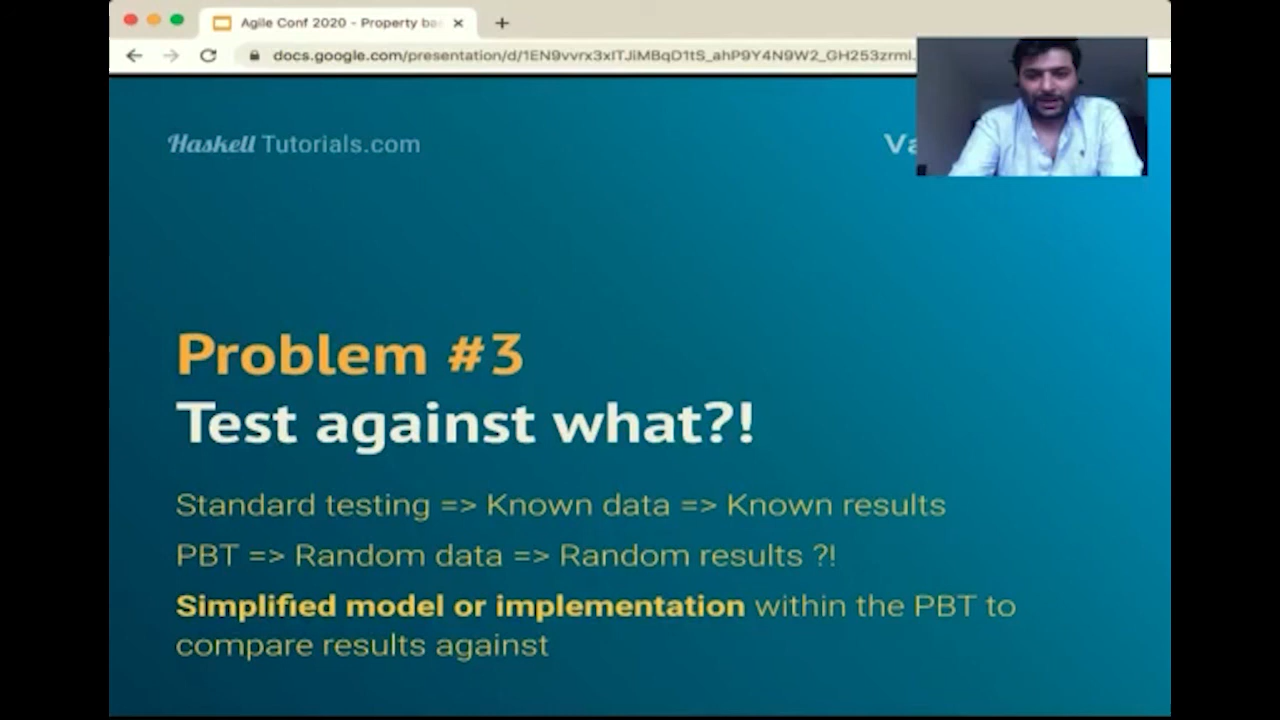 Agile Conf 2020 - Property ba
docs.google.com/presentation/d/
Haskell Tutorials.com
Problem #3
Test against what?!
Standard testing => Known data => Known results
PBT => Random data => Random results ?!
Simplified model or implementation within the PBT to
compare results against